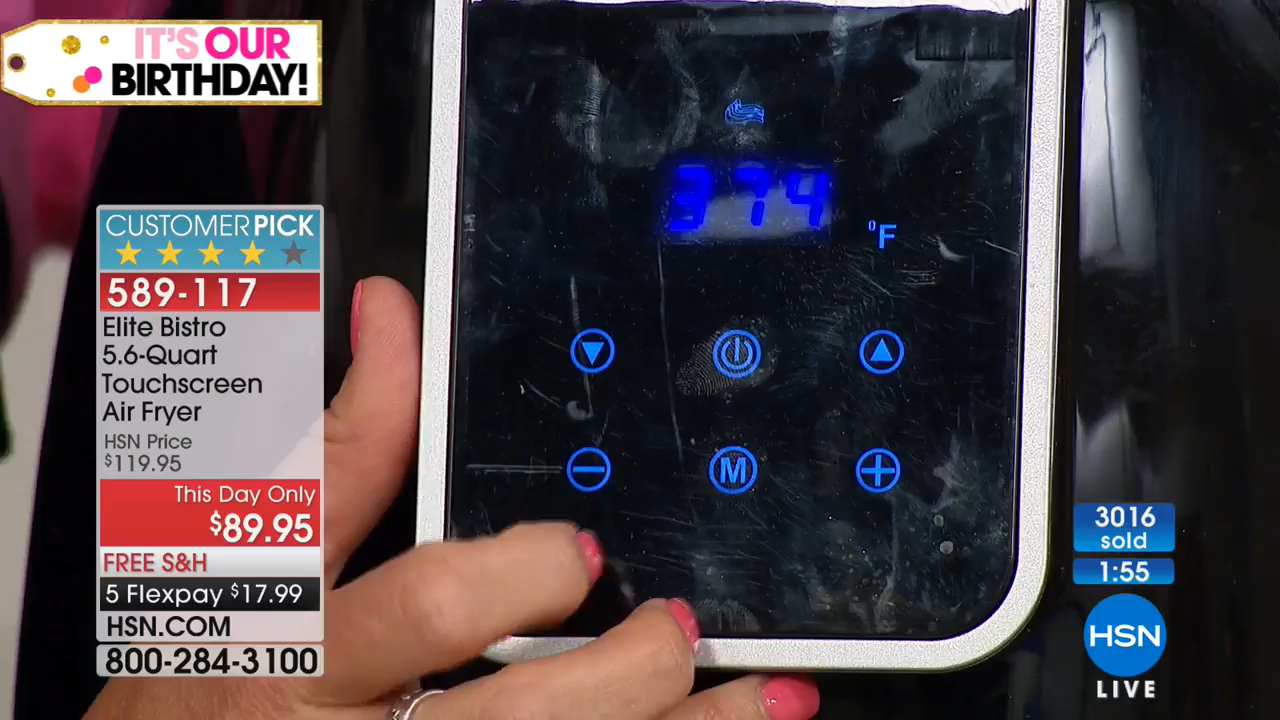 IT'S OUR
BIRTHDAY!
CUSTOMER PICK
589-117
Elite Bistro
5.6-Quart
Touchscreen
Air Fryer
HSN Price
$119.95
This Day Only
$89.95
FREE S&H
5 Flexpay $17.99
HSN.COM
800-284-3100
374
°F
M
3016
sold
1:55
HSN
LIVE